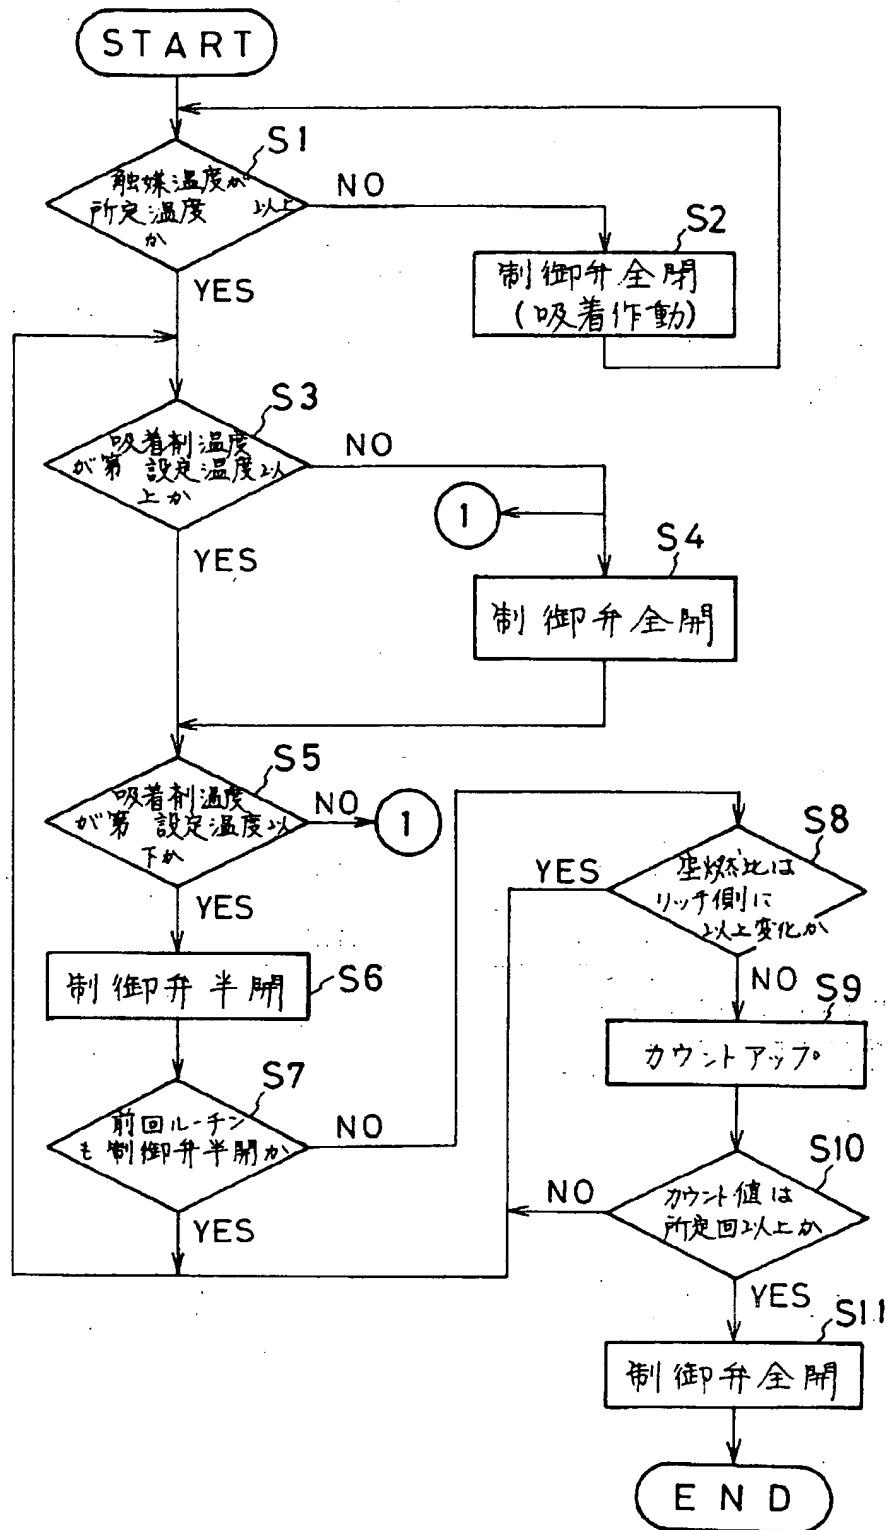 START
S1
触媒温度が
所定温度 以上
か
NO
YES
S2
制御弁全閉
(吸着作動)
S3
吸着剤温度
が第 設定温度以
上か
NO
YES
1
S4
制御弁全開
S5
吸着剤温度
が第 設定温度以
下か
NO
1
YES
制御弁半開
S6
S7
前回ルーチン
も制御弁半開か
NO
YES
S8
空燃比は
リッチ側に
以上変化か
YES
NO
S9
カウントアップ
S10
カウント値は
所定回以上か
NO
YES
S11
制御弁全開
END